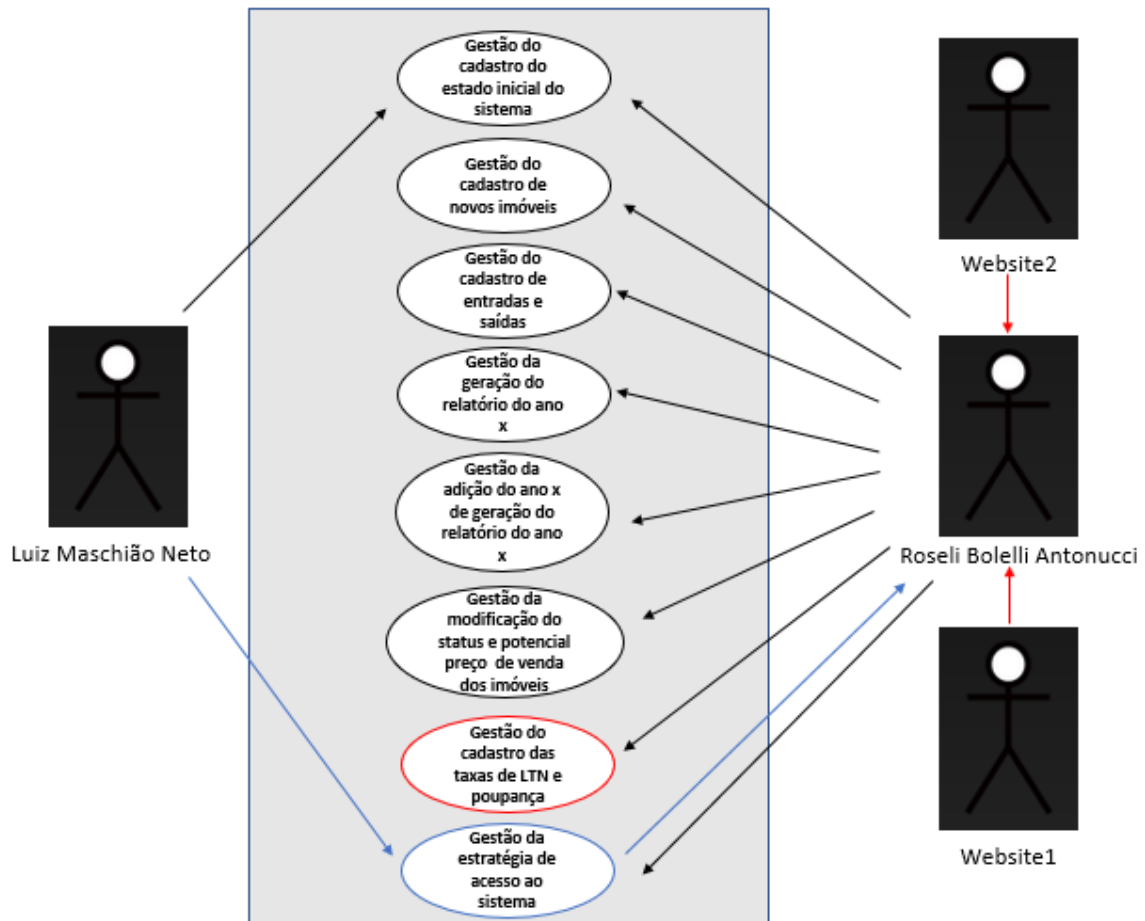 Gestão do
cadastro do
estado inicial do
sistema
Gestão do
cadastro de
novos imóveis
Gestão do
cadastro de
entradas e
saídas
Gestão da
geração do
relatório do ano
x
Gestão da
adição do ano x
de geração do
relatório do ano
x
Gestão da
modificação do
status e potencial
preço de venda
dos imóveis
Gestão do
cadastro das
taxas de LTN e
poupança
Gestão da
estratégia de
acesso ao
sistema
Luiz Maschião Neto
Website2
Roseli Bolelli Antonucci
Website1